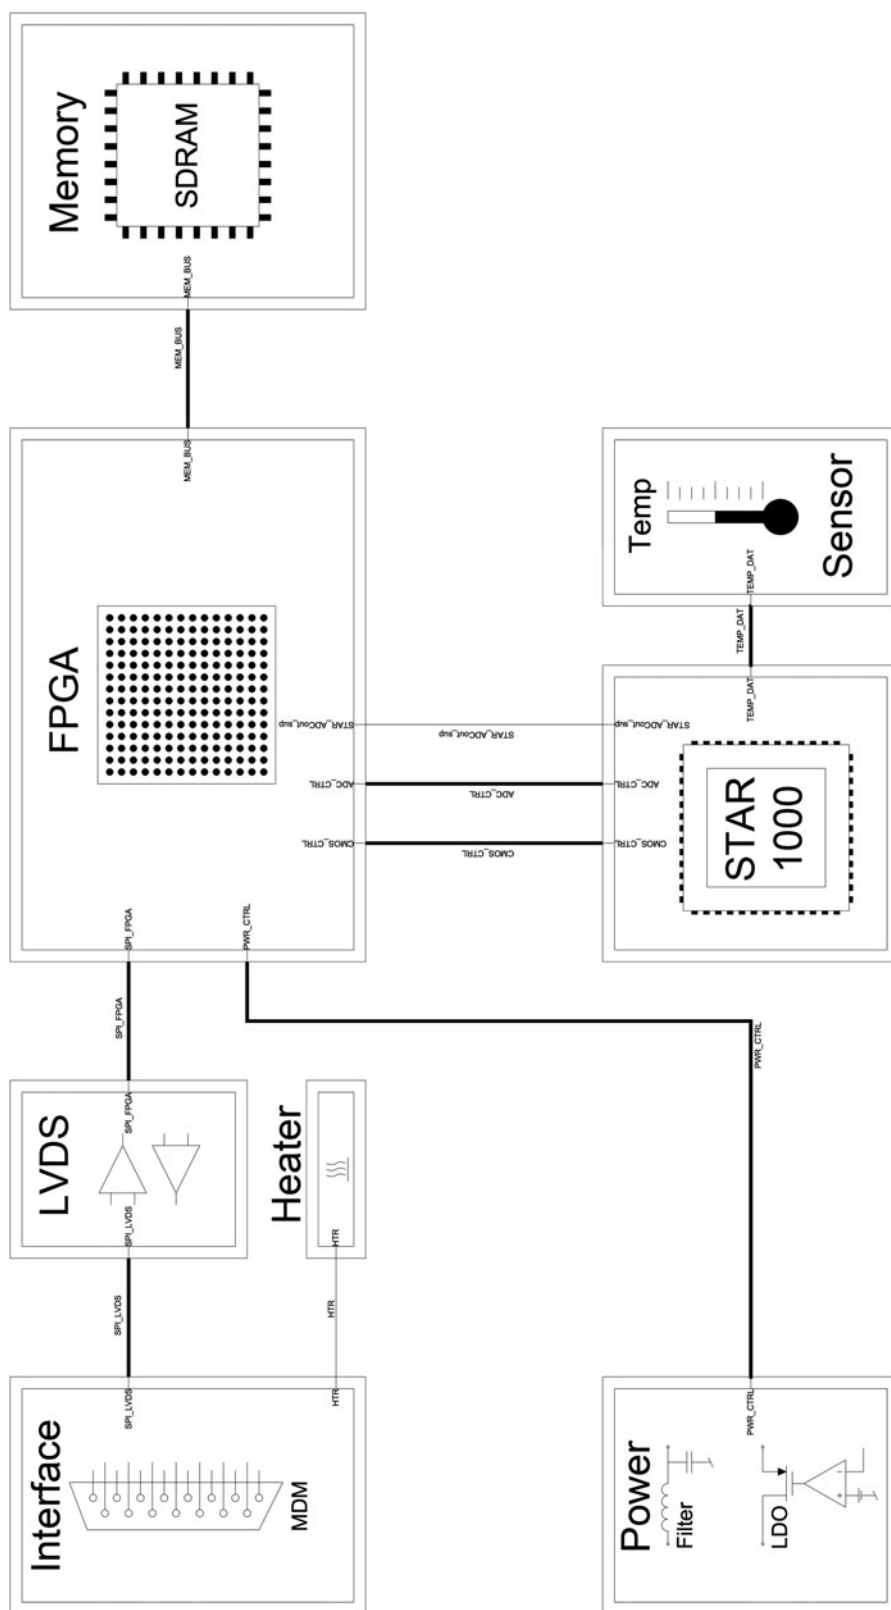 Memory
SDRAM
MEM_BUS
MEM_BUS
MEM_BUS
FPGA
STAR_ADCout_sup
ADC_CTRL
CMOS_CTRL
SPI_FPGA
PWR_CTRL
STAR_ADCout_sup
ADC_CTRL
CMOS_CTRL
Temp
Sensor
TEMP_DAT
TEMP_DAT
TEMP_DAT
STAR_ADCout_sup
ADC_CTRL
CMOS_CTRL
STAR
1000
SPI_FPGA
PWR_CTRL
LVDS
SPI_FPGA
SPI_LVDS
Heater
HTR
SPI_LVDS
HTR
Interface
SPI_LVDS
HTR
MDM
Power
PWR_CTRL
Filter
LDO